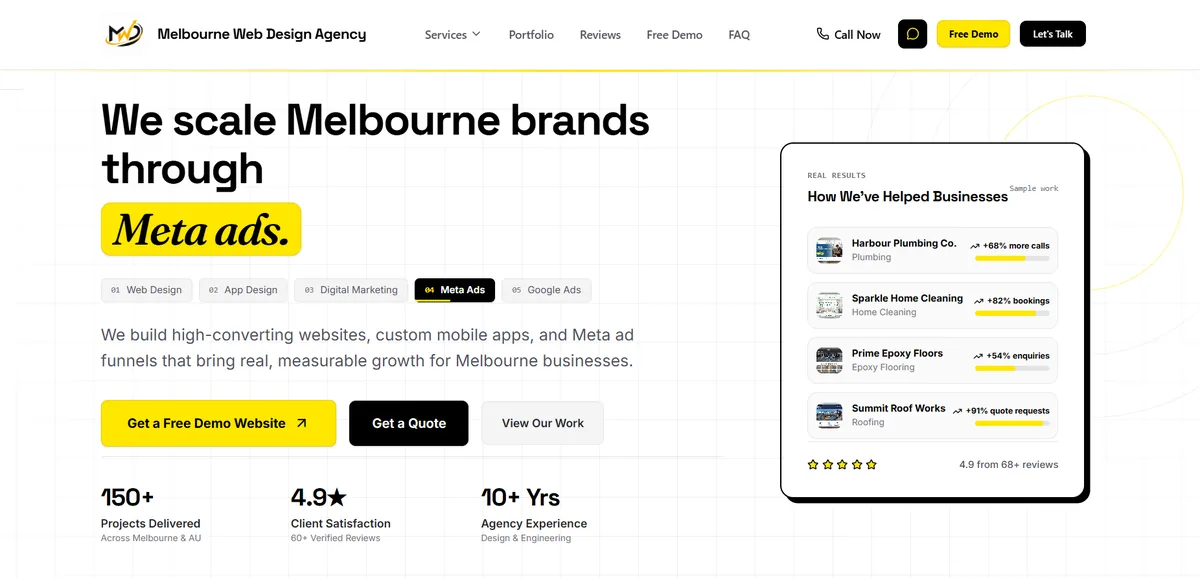 MWD
Melbourne Web Design Agency
Services
Portfolio
Reviews
Free Demo
FAQ
Call Now
Free Demo
Let's Talk
We scale Melbourne brands
through
Meta ads.
01 Web Design
02 App Design
03 Digital Marketing
04 Meta Ads
05 Google Ads
We build high-converting websites, custom mobile apps, and Meta ad
funnels that bring real, measurable growth for Melbourne businesses.
Get a Free Demo Website
Get a Quote
View Our Work
150+
Projects Delivered
Across Melbourne & AU
4.9★
Client Satisfaction
60+ Verified Reviews
10+ Yrs
Agency Experience
Design & Engineering
REAL RESULTS
How We've Helped Businesses
Sample work
Harbour Plumbing Co.
Plumbing
+68% more calls
Sparkle Home Cleaning
Home Cleaning
+82% bookings
Prime Epoxy Floors
Epoxy Flooring
+54% enquiries
Summit Roof Works
Roofing
+91% quote requests
4.9 from 68+ reviews